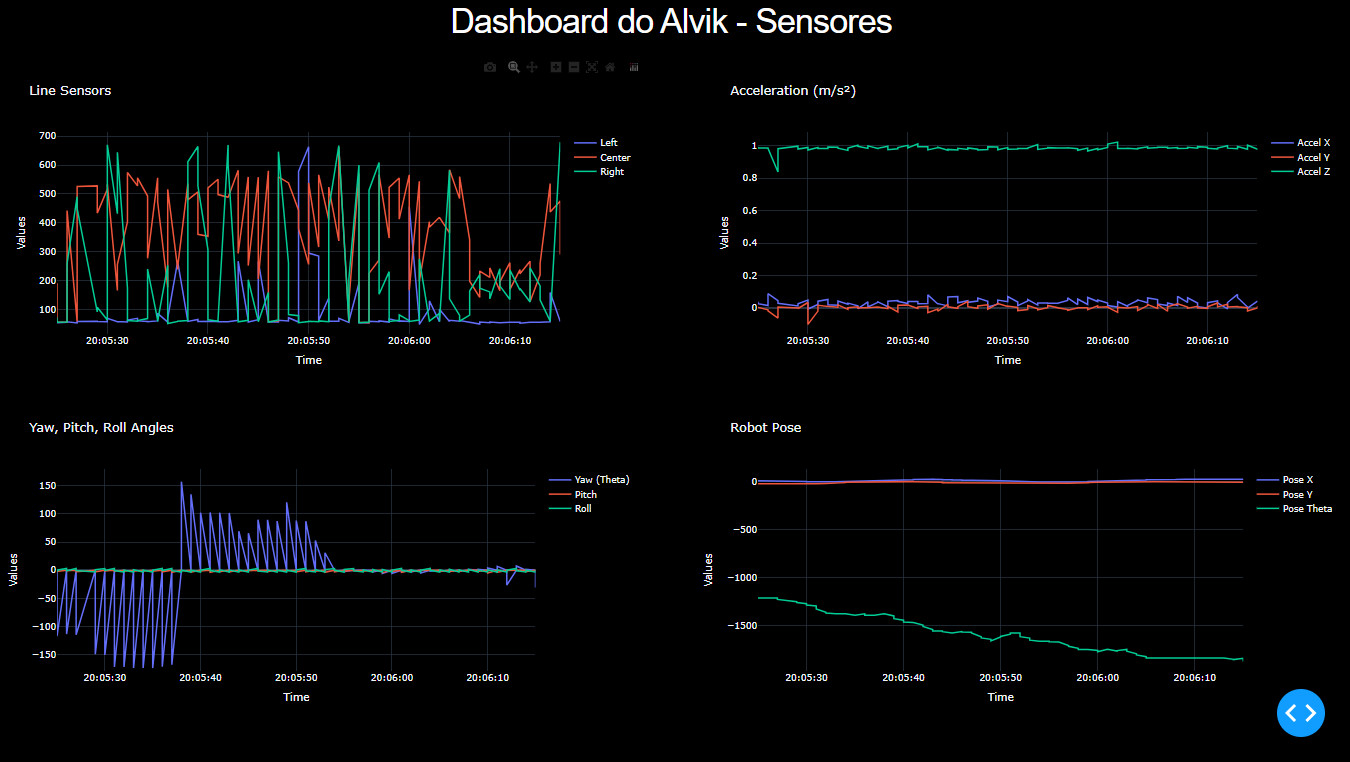 Dashboard do Alvik - Sensores
Line Sensors
700
600
500
400
300
200
100
Values
20:05:30 20:05:40 20:05:50 20:06:00 20:06:10
Time
Left
Center
Right
Acceleration (m/s²)
1
0.8
0.6
0.4
0.2
0
Values
20:05:30 20:05:40 20:05:50 20:06:00 20:06:10
Time
Accel X
Accel Y
Accel Z
Yaw, Pitch, Roll Angles
150
100
50
0
−50
−100
−150
Values
20:05:30 20:05:40 20:05:50 20:06:00 20:06:10
Time
Yaw (Theta)
Pitch
Roll
Robot Pose
0
−500
−1000
−1500
Values
20:05:30 20:05:40 20:05:50 20:06:00 20:06:10
Time
Pose X
Pose Y
Pose Theta